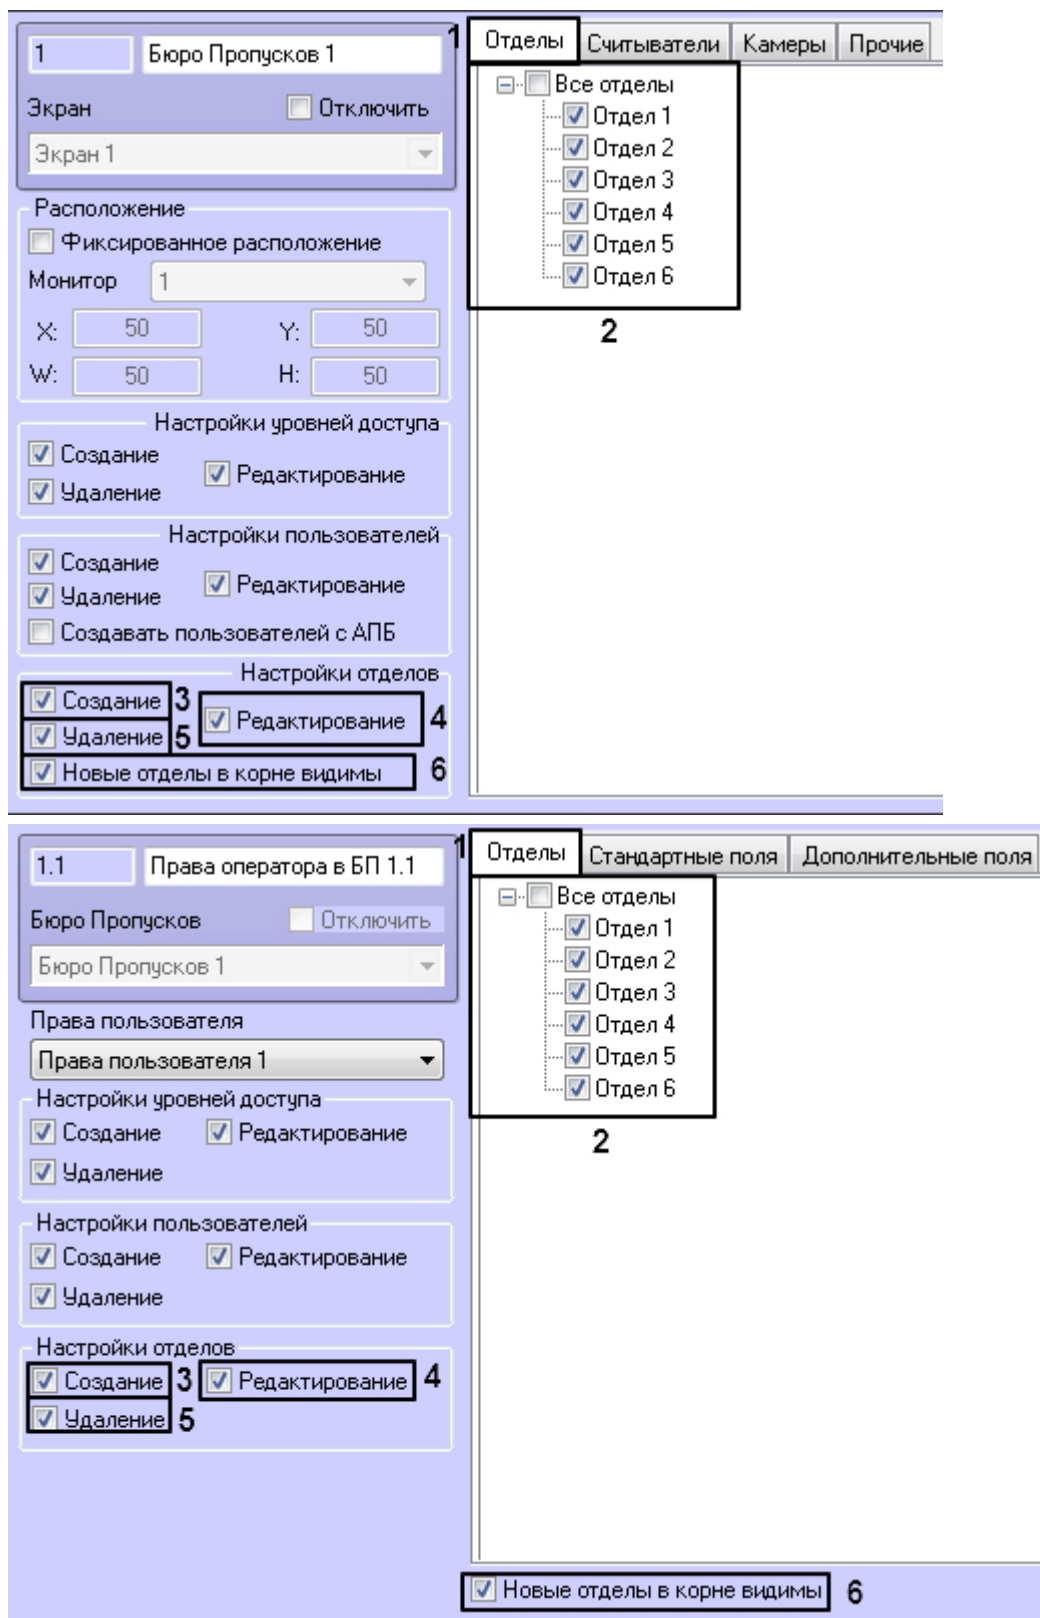 1 Бюро Пропусков 1
Экран Отключить
Экран 1
Расположение
Фиксированное расположение
Монитор 1
X: 50 Y: 50
W: 50 H: 50
Настройки уровней доступа
Создание
Редактирование
Удаление
Настройки пользователей
Создание
Редактирование
Удаление
Создавать пользователей с АПБ
Настройки отделов
Создание 3
Редактирование 4
Удаление 5
Новые отделы в корне видимы 6
1 Отделы Считыватели Камеры Прочие
Все отделы
Отдел 1
Отдел 2
Отдел 3
Отдел 4
Отдел 5
Отдел 6
2
1.1 Права оператора в БП 1.1
Бюро Пропусков Отключить
Бюро Пропусков 1
Права пользователя
Права пользователя 1
Настройки уровней доступа
Создание Редактирование
Удаление
Настройки пользователей
Создание Редактирование
Удаление
Настройки отделов
Создание 3 Редактирование 4
Удаление 5
1 Отделы Стандартные поля Дополнительные поля
Все отделы
Отдел 1
Отдел 2
Отдел 3
Отдел 4
Отдел 5
Отдел 6
2
Новые отделы в корне видимы 6